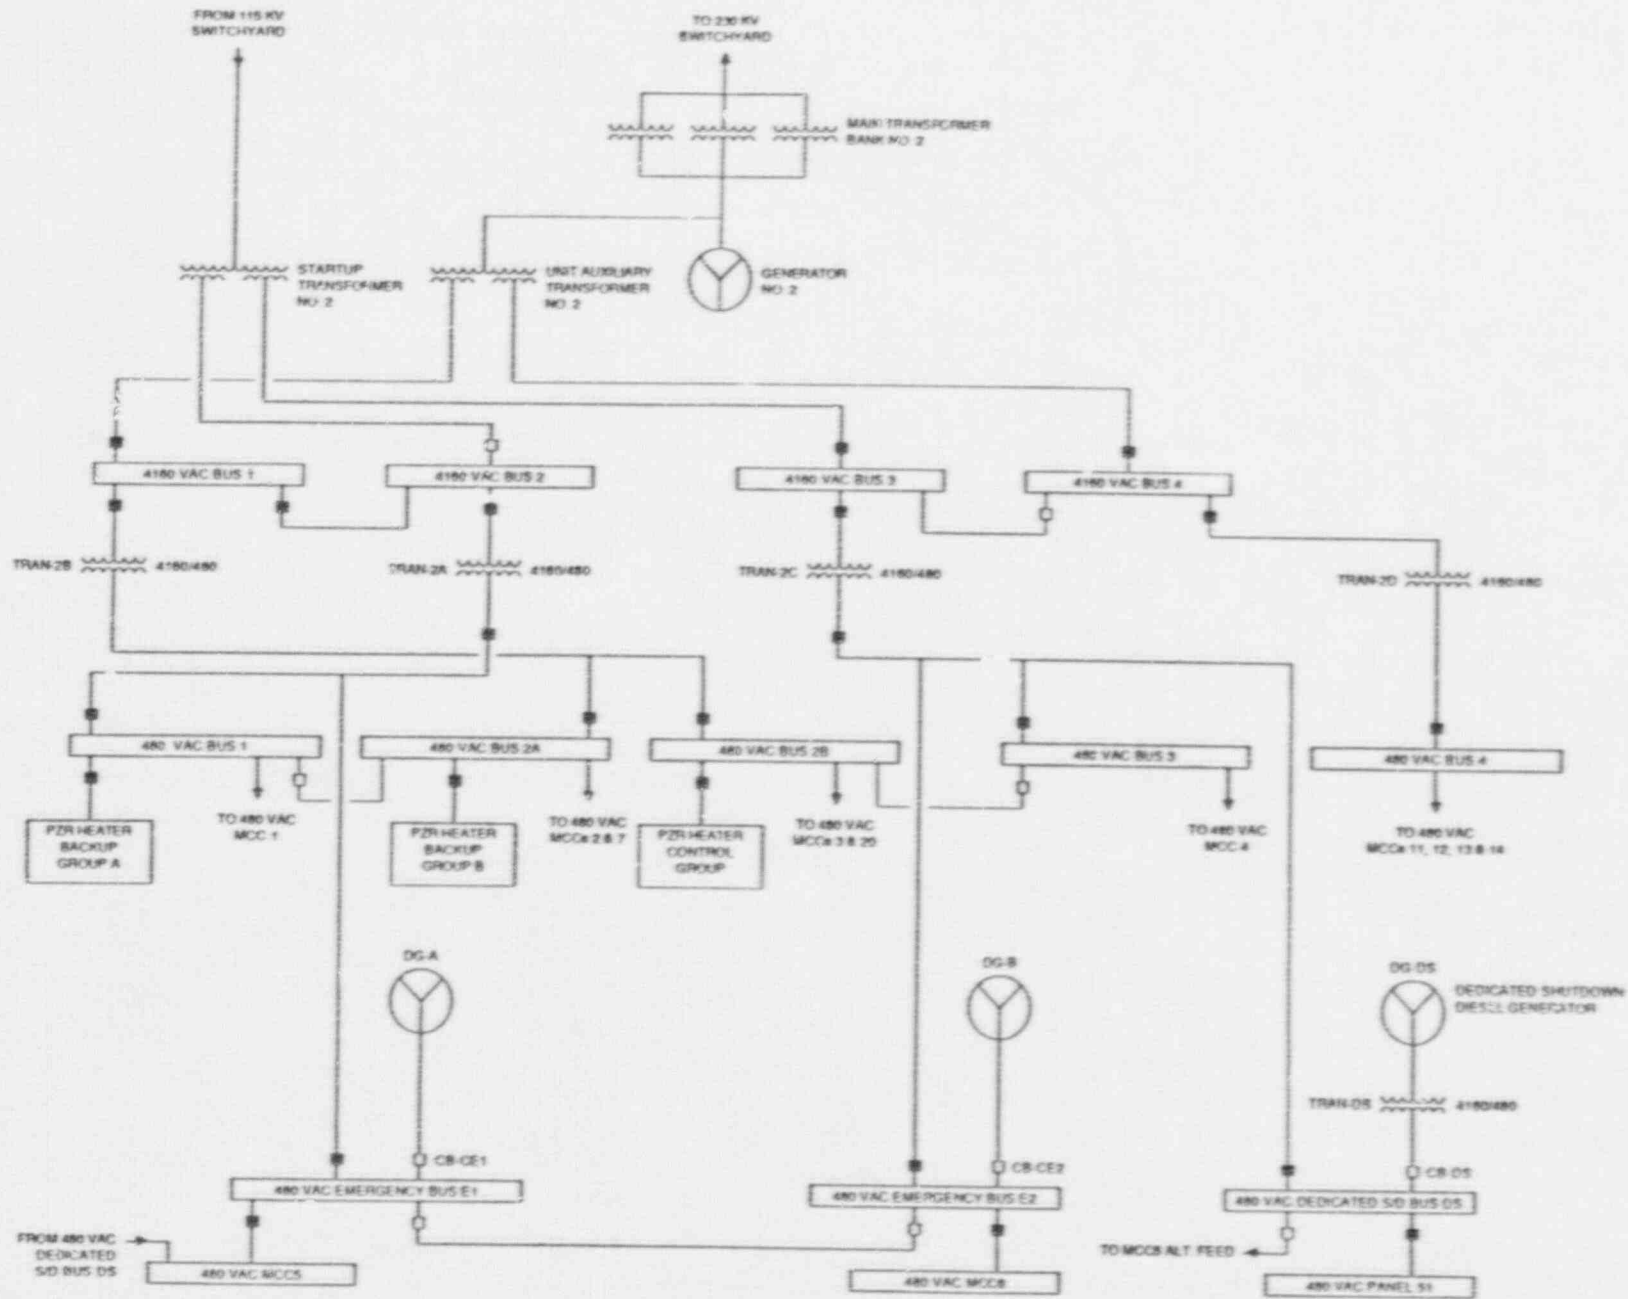 FROM 115 KV
SWITCHYARD
TO 230 KV
SWITCHYARD
MAIN TRANSFORMER
BANK NO. 2
STARTUP
TRANSFORMER
NO. 2
UNIT AUXILIARY
TRANSFORMER
NO. 2
GENERATOR
NO. 2
4160 VAC BUS 1
4160 VAC BUS 2
4160 VAC BUS 3
4160 VAC BUS 4
TRAN-2B
4160/480
TRAN-2A
4160/480
TRAN-2C
4160/480
TRAN-2D
4160/480
480 VAC BUS 1
480 VAC BUS 2A
480 VAC BUS 2B
480 VAC BUS 3
480 VAC BUS 4
PZR HEATER
BACKUP
GROUP A
TO 480 VAC
MCC 1
PZR HEATER
BACKUP
GROUP B
TO 480 VAC
MCCs 2 & 7
PZR HEATER
CONTROL
GROUP
TO 480 VAC
MCCs 3 & 20
TO 480 VAC
MCC 4
TO 480 VAC
MCCs 11, 12, 13 & 14
DG-A
DG-B
DG-DS
DEDICATED SHUTDOWN
DIESEL GENERATOR
TRAN-DS
4160/480
CB-CE1
CB-CE2
CB-DS
480 VAC EMERGENCY BUS E1
480 VAC EMERGENCY BUS E2
480 VAC DEDICATED S/D BUS DS
FROM 480 VAC
DEDICATED
S/D BUS DS
TO MCC5 ALT. FEED
480 VAC MCC5
480 VAC MCC6
480 VAC PANEL 51